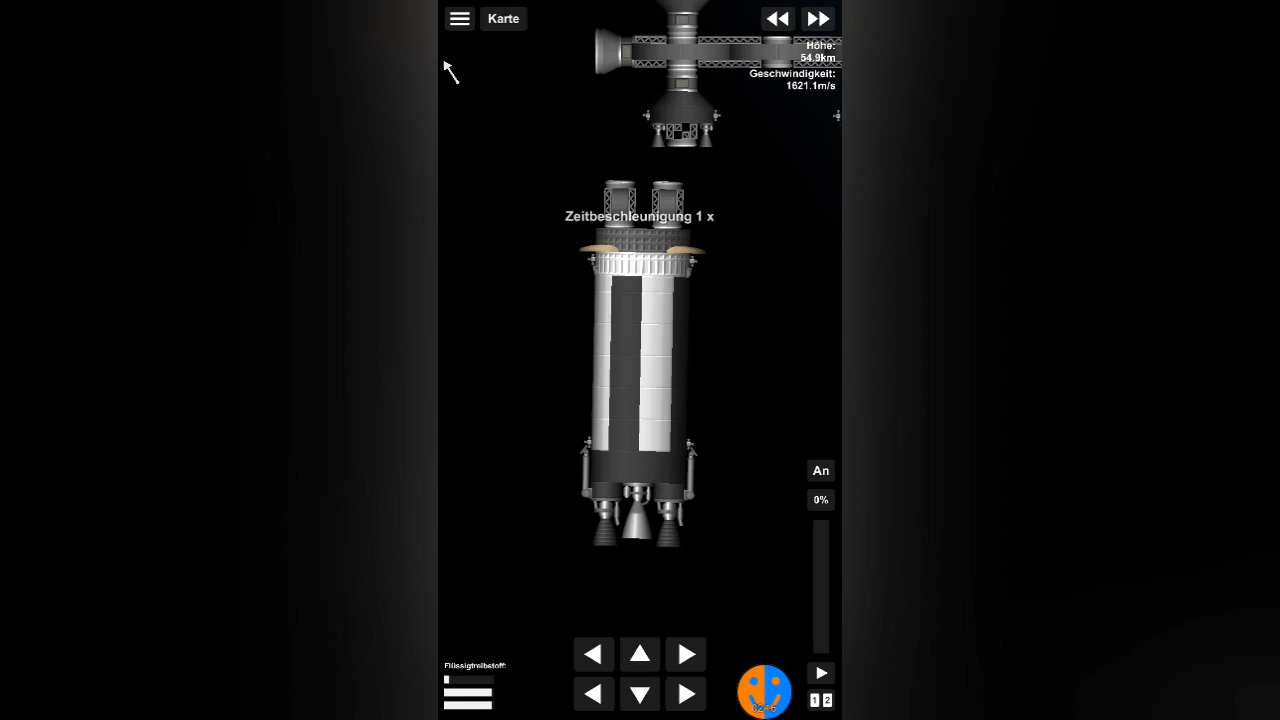 Karte
Höhe:
54.9km
Geschwindigkeit:
1621.1m/s
Zeitbeschleunigung 1 x
An
0%
Flüssigtreibstoff:
1 2